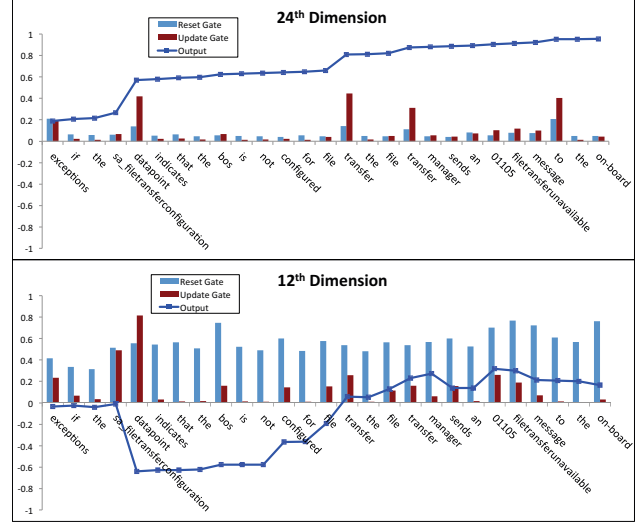 24th Dimension
Reset Gate
Update Gate
Output
1
0.8
0.6
0.4
0.2
0
-0.2
-0.4
-0.6
-0.8
-1
exceptions
if
the
sa_filetransferconfiguration
datapoint
indicates
that
the
bos
is
not
configured
for
file
transfer
the
file
transfer
manager
sends
an
01105
filetransferunavailable
message
to
the
on-board
12th Dimension
Reset Gate
Update Gate
Output
1
0.8
0.6
0.4
0.2
0
-0.2
-0.4
-0.6
-0.8
-1
exceptions
if
the
sa_filetransferconfiguration
datapoint
indicates
that
the
bos
is
not
configured
for
file
transfer
the
file
transfer
manager
sends
an
01105
filetransferunavailable
message
to
the
on-board